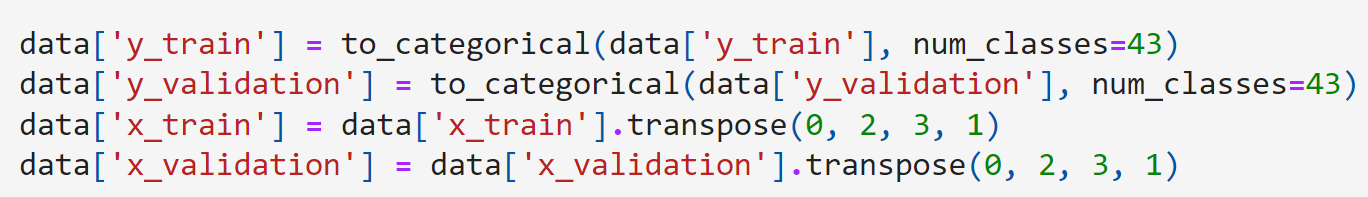 data['y_train'] = to_categorical(data['y_train'], num_classes=43)
data['y_validation'] = to_categorical(data['y_validation'], num_classes=43)
data['x_train'] = data['x_train'].transpose(0, 2, 3, 1)
data['x_validation'] = data['x_validation'].transpose(0, 2, 3, 1)